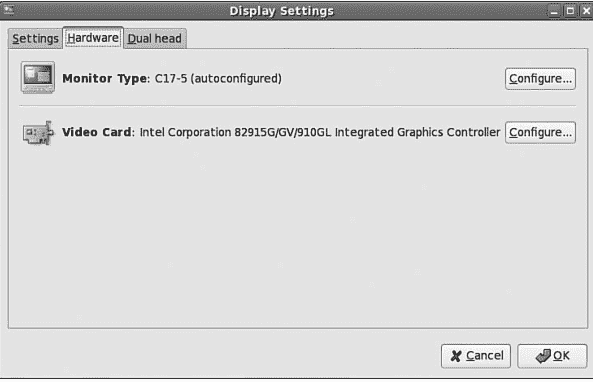 Display Settings
Settings Hardware Dual head
Monitor Type: C17-5 (autoconfigured) Configure...
Video Card: Intel Corporation 82915G/GV/910GL Integrated Graphics Controller Configure...
Cancel OK